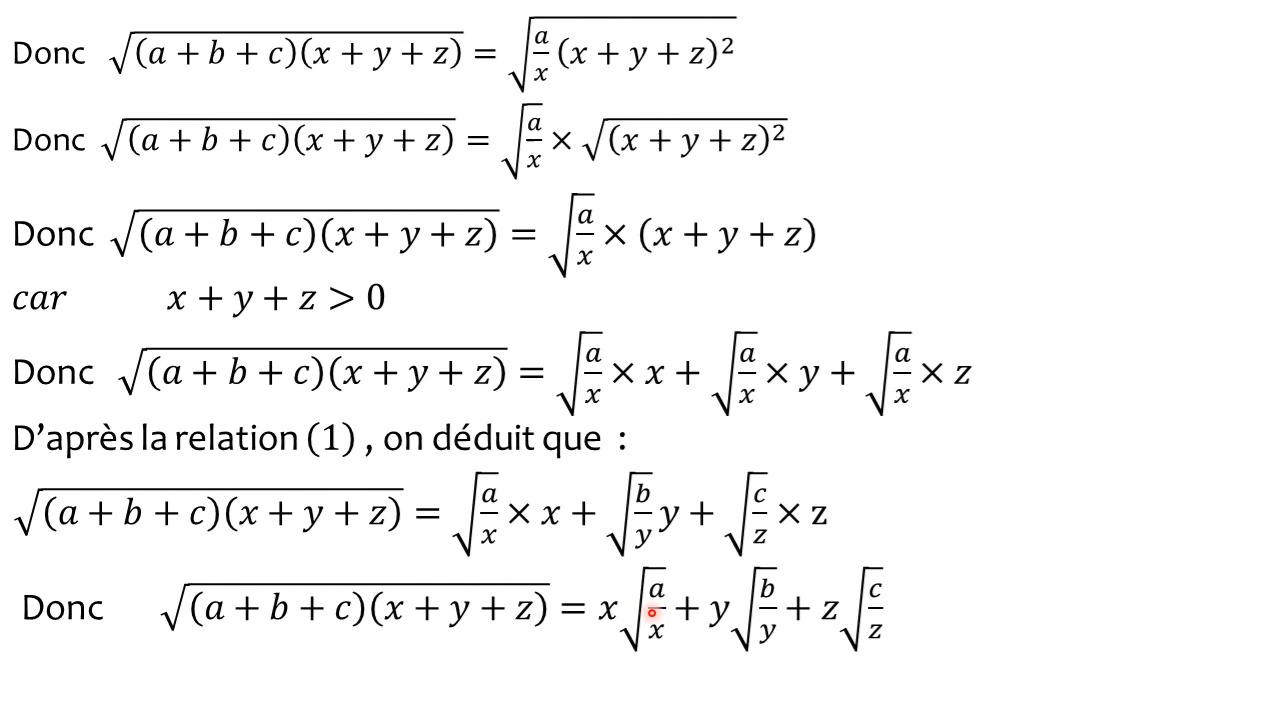 Donc √((a + b + c)(x + y + z)) = √(a/x (x + y + z)²)
Donc √((a + b + c)(x + y + z)) = √(a/x) × √((x + y + z)²)
Donc √((a + b + c)(x + y + z)) = √(a/x) × (x + y + z)
car x + y + z > 0
Donc √((a + b + c)(x + y + z)) = √(a/x) × x + √(a/x) × y + √(a/x) × z
D’après la relation (1) , on déduit que :
√((a + b + c)(x + y + z)) = √(a/x) × x + √(b/y) y + √(c/z) × z
Donc √((a + b + c)(x + y + z)) = x√(a/x) + y√(b/y) + z√(c/z)